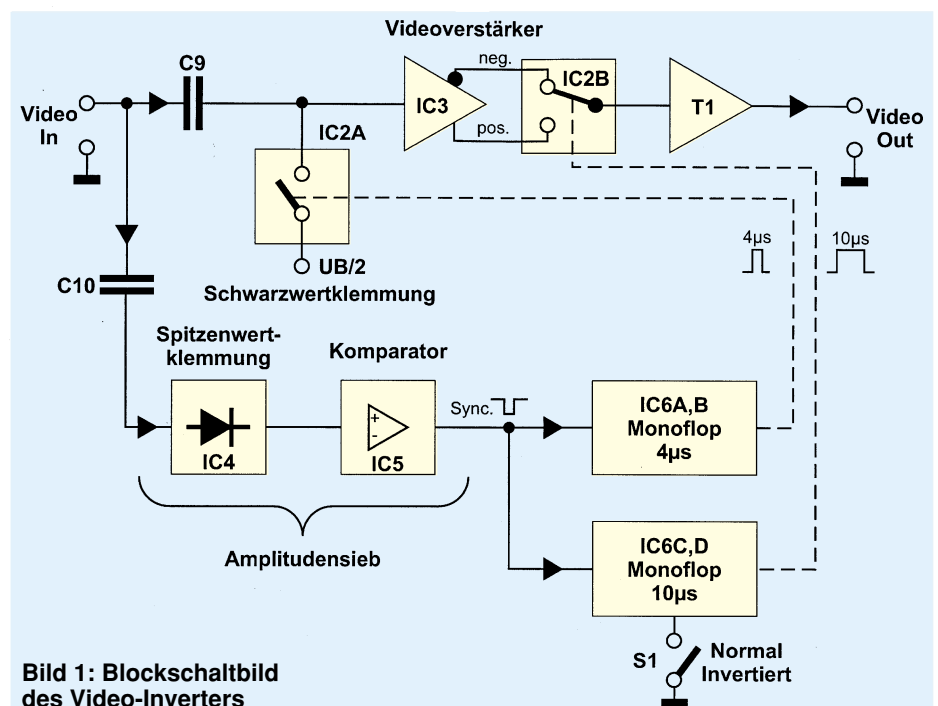 Videoverstärker
C9
neg.
IC2B
Video
In
IC3
T1
Video
Out
pos.
IC2A
4µs
10µs
UB/2
C10
Schwarzwertklemmung
Spitzenwert-
klemmung
Komparator
Sync.
IC6A,B
Monoflop
4µs
+
-
IC4
IC5
Amplitudensieb
IC6C,D
Monoflop
10µs
S1
Normal
Invertiert
Bild 1: Blockschaltbild
des Video-Inverters